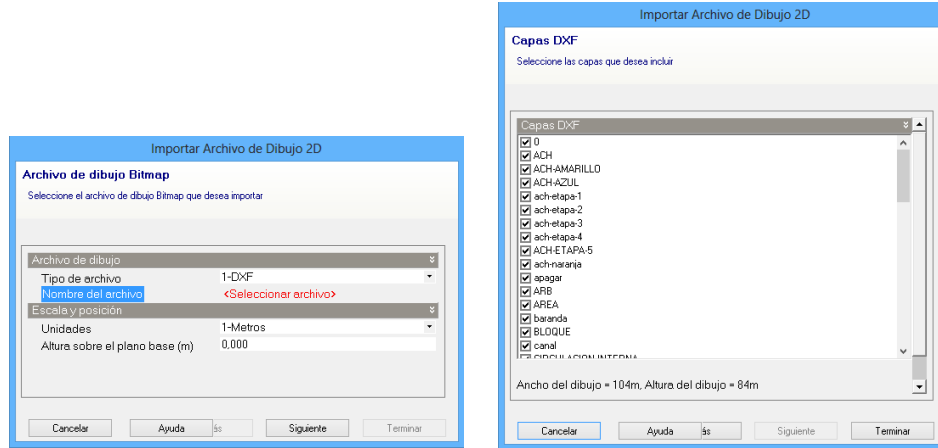 Importar Archivo de Dibujo 2D
Archivo de dibujo Bitmap
Seleccione el archivo de dibujo Bitmap que desea importar
Archivo de dibujo
Tipo de archivo 1-DXF
Nombre del archivo <Seleccionar archivo>
Escala y posición
Unidades 1-Metros
Altura sobre el plano base (m) 0,000
Cancelar Ayuda ás Siguiente Terminar
Importar Archivo de Dibujo 2D
Capas DXF
Seleccione las capas que desea incluir
Capas DXF
0
ACH
ACH-AMARILLO
ACH-AZUL
ach-etapa-1
ach-etapa-2
ach-etapa-3
ach-etapa-4
ACH-ETAPA-5
ach-naranja
apagar
ARB
AREA
baranda
BLOQUE
canal
CIRCULACION INTERNA
Ancho del dibujo = 104m, Altura del dibujo = 84m
Cancelar Ayuda ás Siguiente Terminar